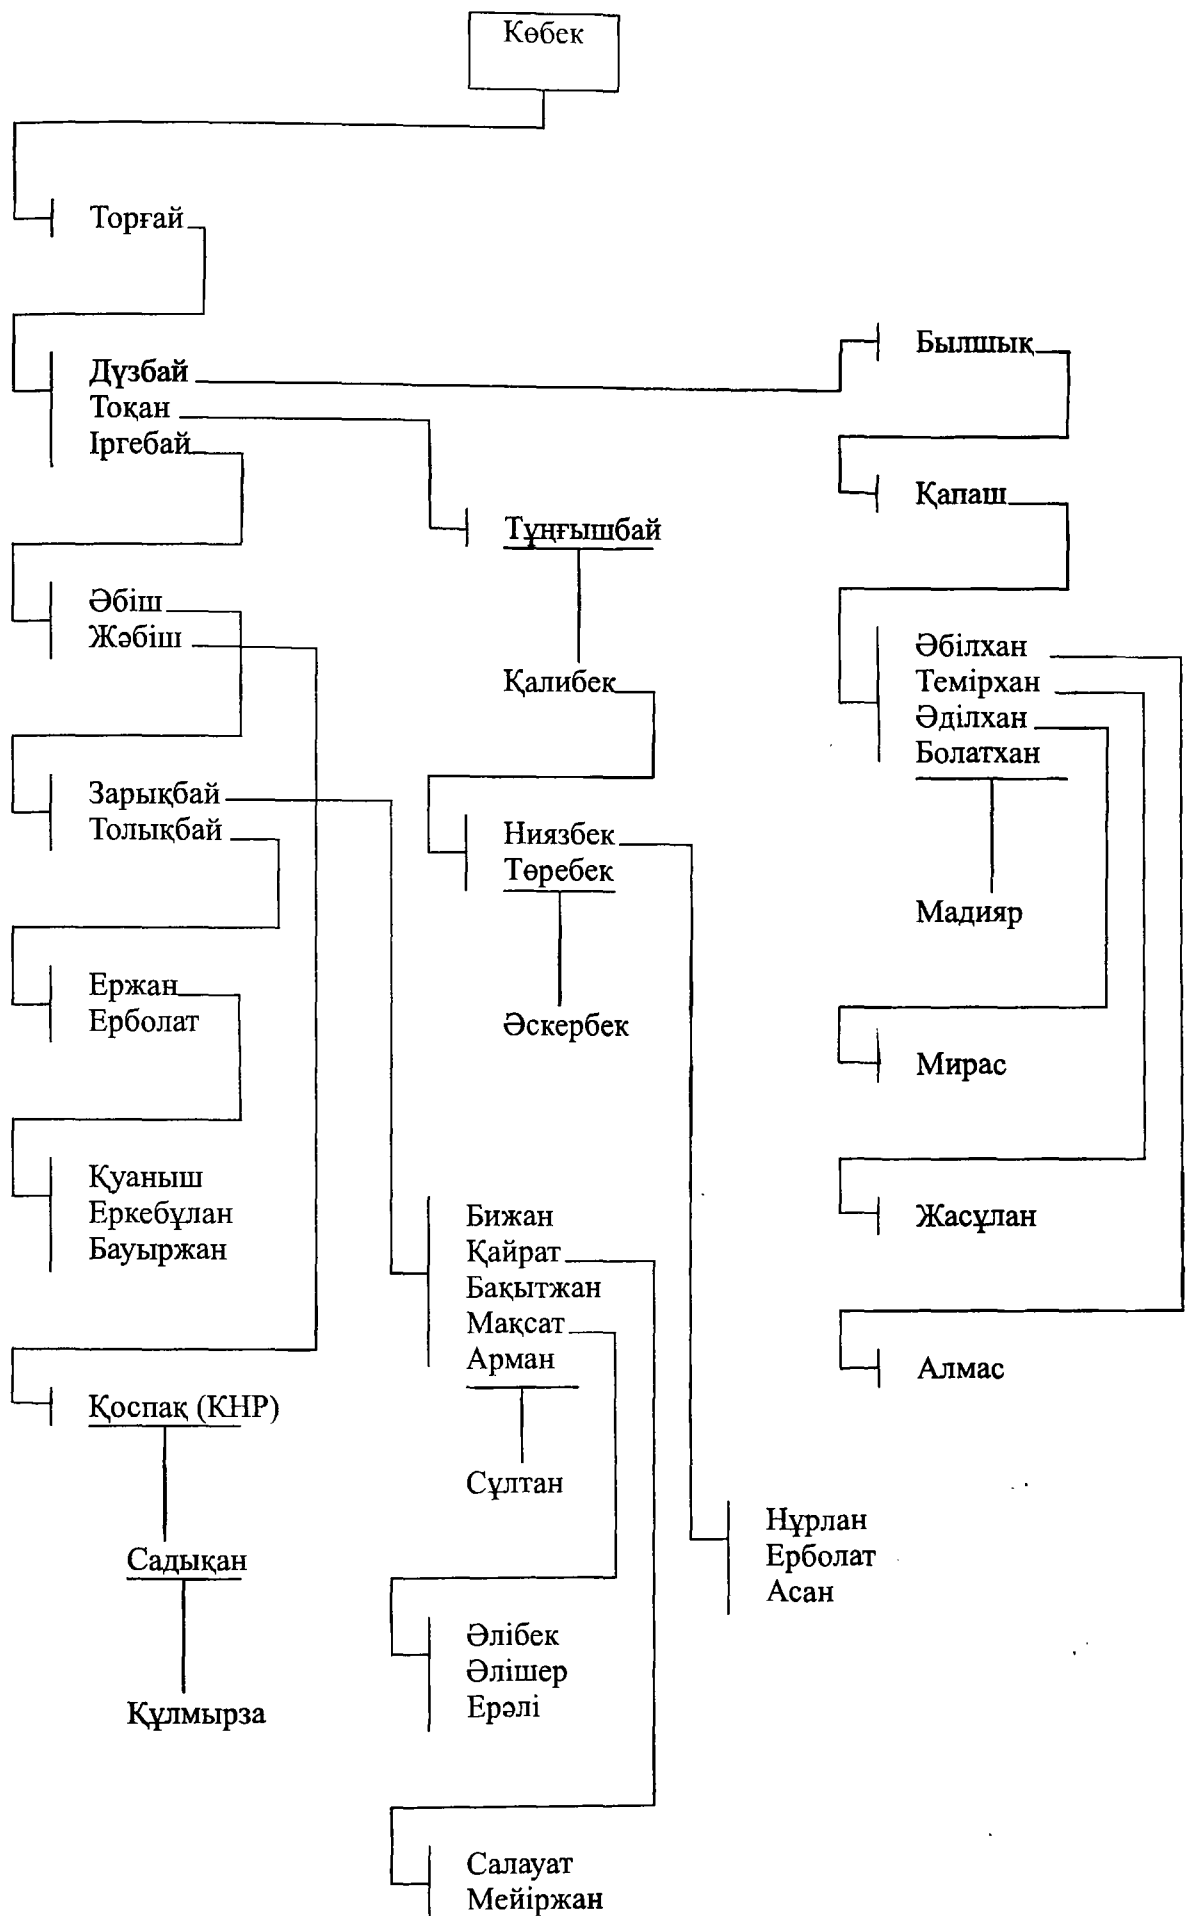 Көбек
Торғай
Дүзбай
Тоқан
Іргебай
Былшық
Қапаш
Тұңғышбай
Әбіш
Жәбіш
Қалибек
Әбілхан
Темірхан
Әділхан
Болатхан
Зарықбай
Толықбай
Ниязбек
Төребек
Мадияр
Ержан
Ерболат
Әскербек
Мирас
Қуаныш
Еркебұлан
Бауыржан
Бижан
Қайрат
Бақытжан
Мақсат
Арман
Жасұлан
Алмас
Қоспақ (КНР)
Сұлтан
Нұрлан
Ерболат
Асан
Садықан
Әлібек
Әлішер
Ерәлі
Құлмырза
Салауат
Мейіржан